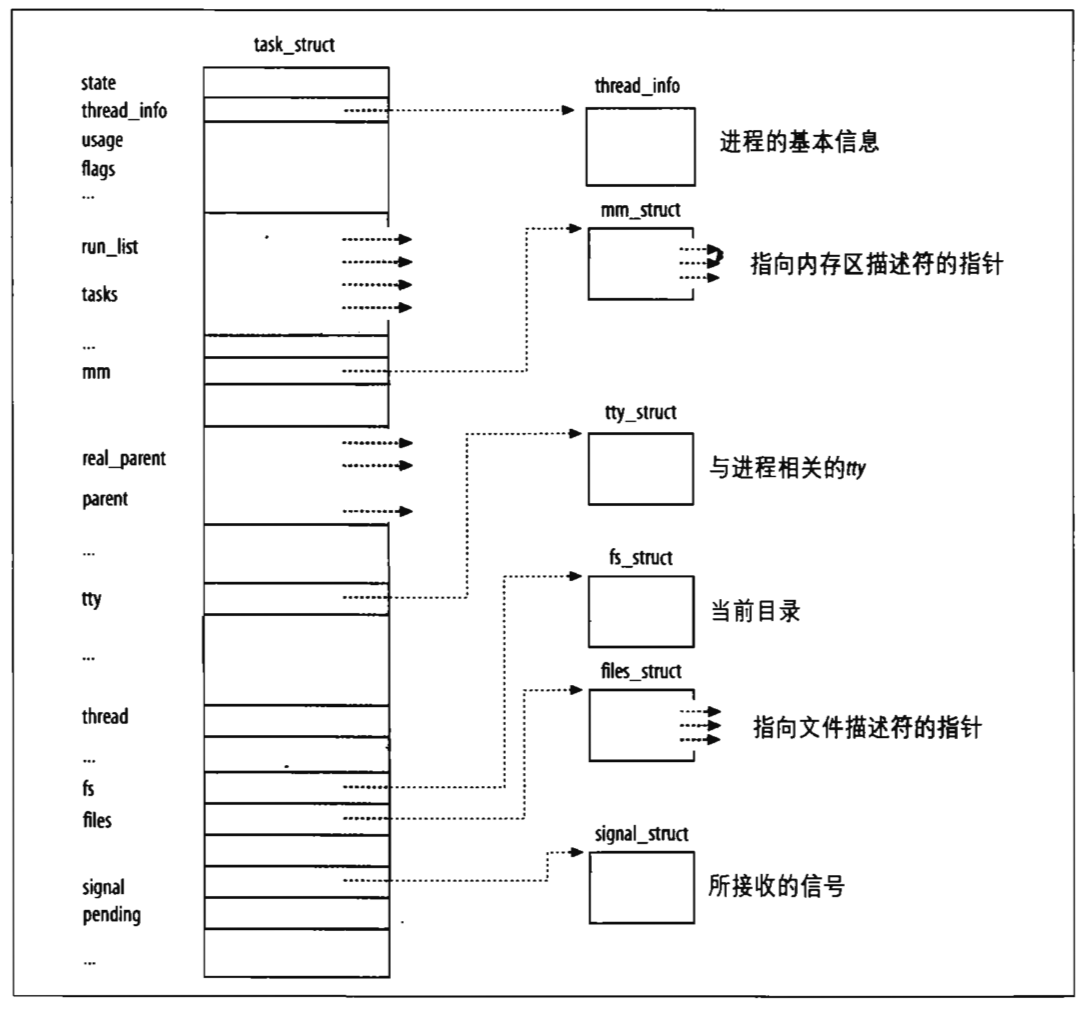 task_struct
state
thread_info
usage
flags
...
run_list
tasks
...
mm
real_parent
parent
...
tty
...
thread
...
fs
files
signal
pending
...
thread_info
进程的基本信息
mm_struct
指向内存区描述符的指针
tty_struct
与进程相关的tty
fs_struct
当前目录
files_struct
指向文件描述符的指针
signal_struct
所接收的信号